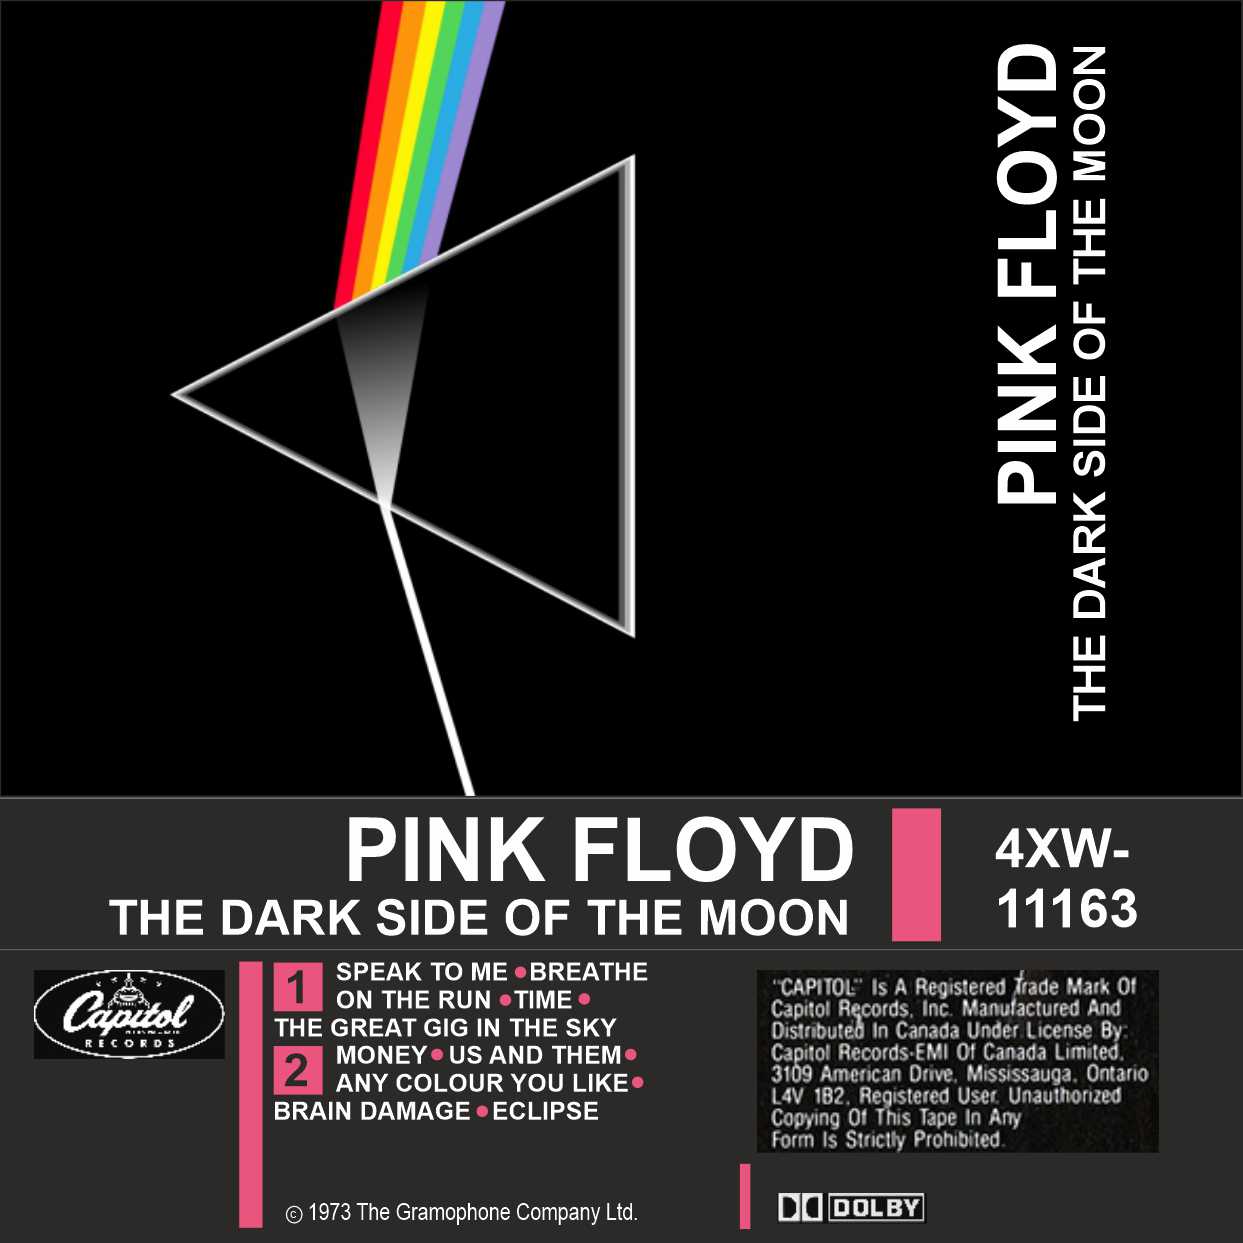 PINK FLOYD
THE DARK SIDE OF THE MOON
PINK FLOYD
THE DARK SIDE OF THE MOON
4XW-
11163
Capitol
RECORDS
1
SPEAK TO ME •BREATHE
ON THE RUN •TIME•
THE GREAT GIG IN THE SKY
2
MONEY•US AND THEM•
ANY COLOUR YOU LIKE•
BRAIN DAMAGE•ECLIPSE
© 1973 The Gramophone Company Ltd.
"CAPITOL" Is A Registered Trade Mark Of
Capitol Records, Inc. Manufactured And
Distributed In Canada Under License By:
Capitol Records-EMI Of Canada Limited,
3109 American Drive, Mississauga, Ontario
L4V 1B2, Registered User. Unauthorized
Copying Of This Tape In Any
Form Is Strictly Prohibited.
DOLBY